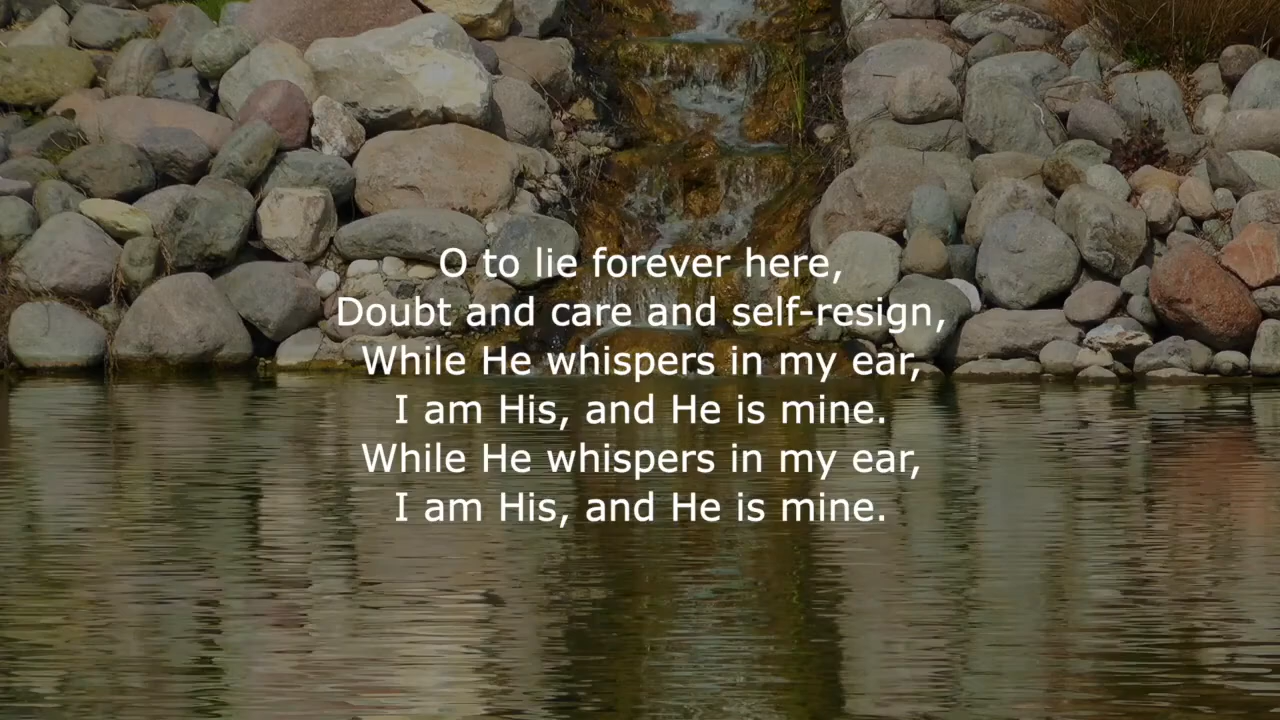 O to lie forever here,
Doubt and care and self-resign,
While He whispers in my ear,
I am His, and He is mine.
While He whispers in my ear,
I am His, and He is mine.